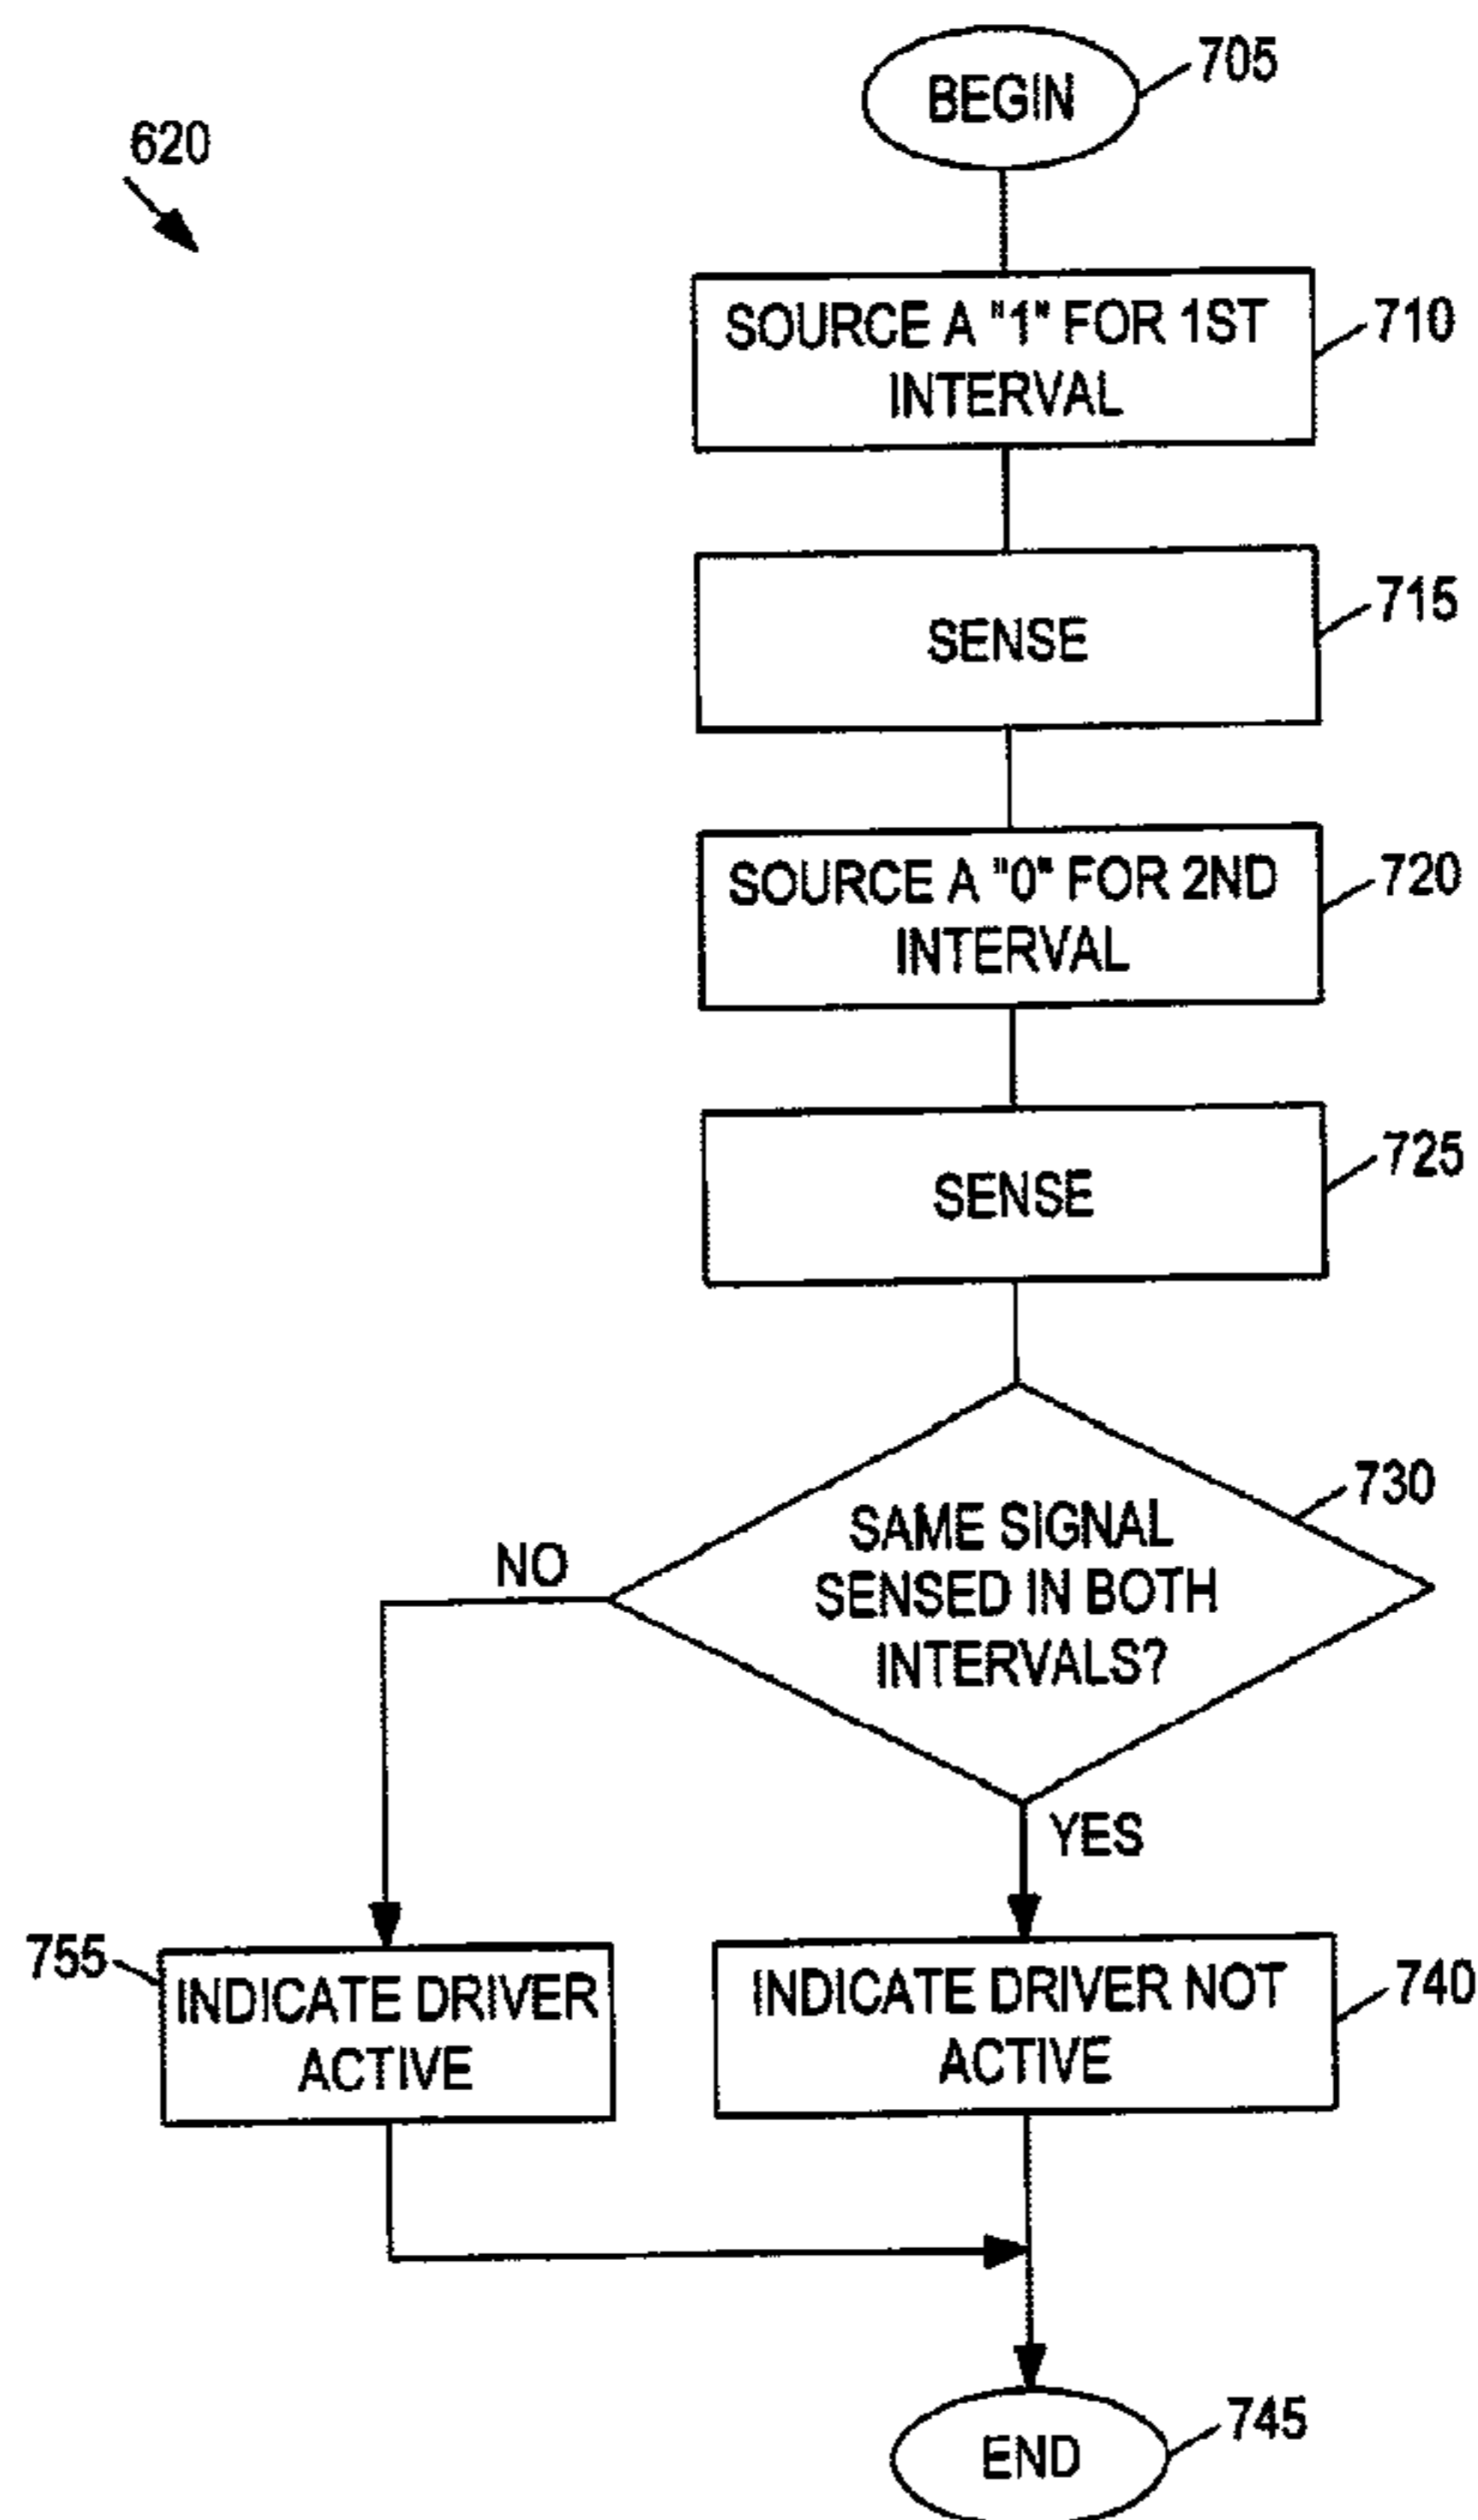 BEGIN
705
620
SOURCE A "1" FOR 1ST
INTERVAL
710
SENSE
715
SOURCE A "0" FOR 2ND
INTERVAL
720
SENSE
725
SAME SIGNAL
SENSED IN BOTH
INTERVALS?
730
NO
YES
755
INDICATE DRIVER
ACTIVE
INDICATE DRIVER NOT
ACTIVE
740
END
745